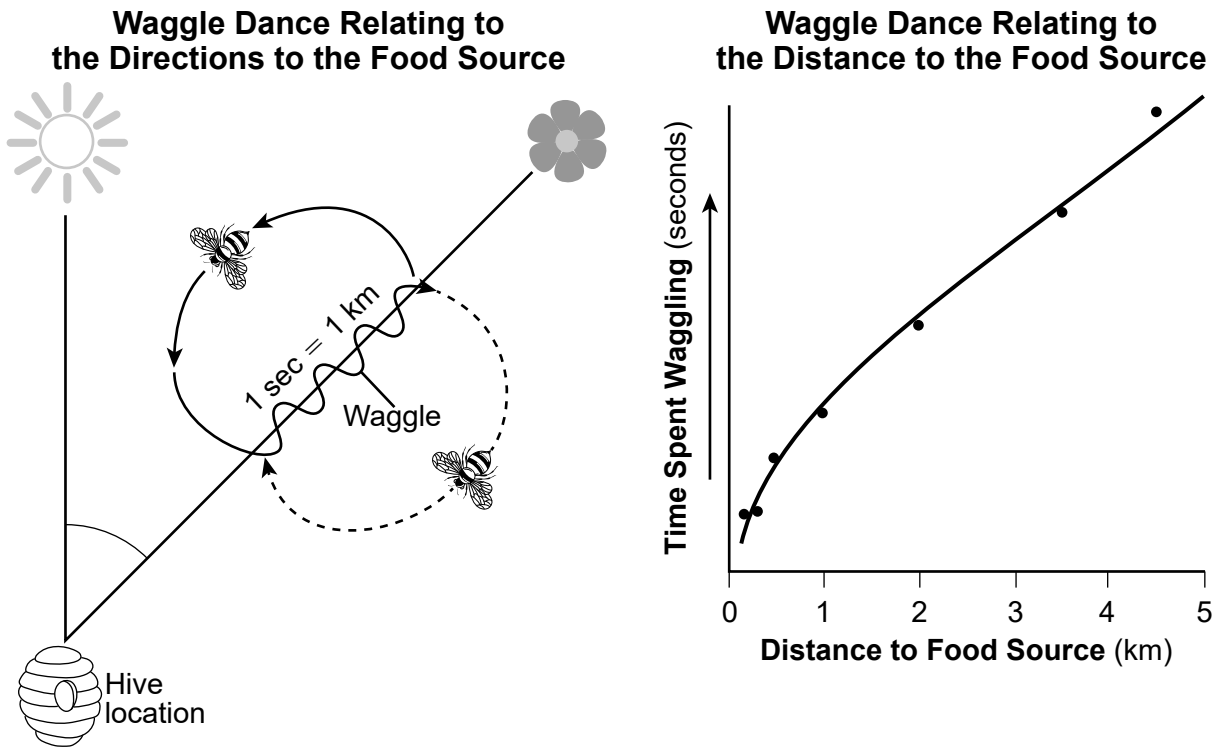 Waggle Dance Relating to
the Directions to the Food Source
1 sec = 1 km
Waggle
Hive
location
Waggle Dance Relating to
the Distance to the Food Source
Time Spent Waggling (seconds)
0 1 2 3 4 5
Distance to Food Source (km)